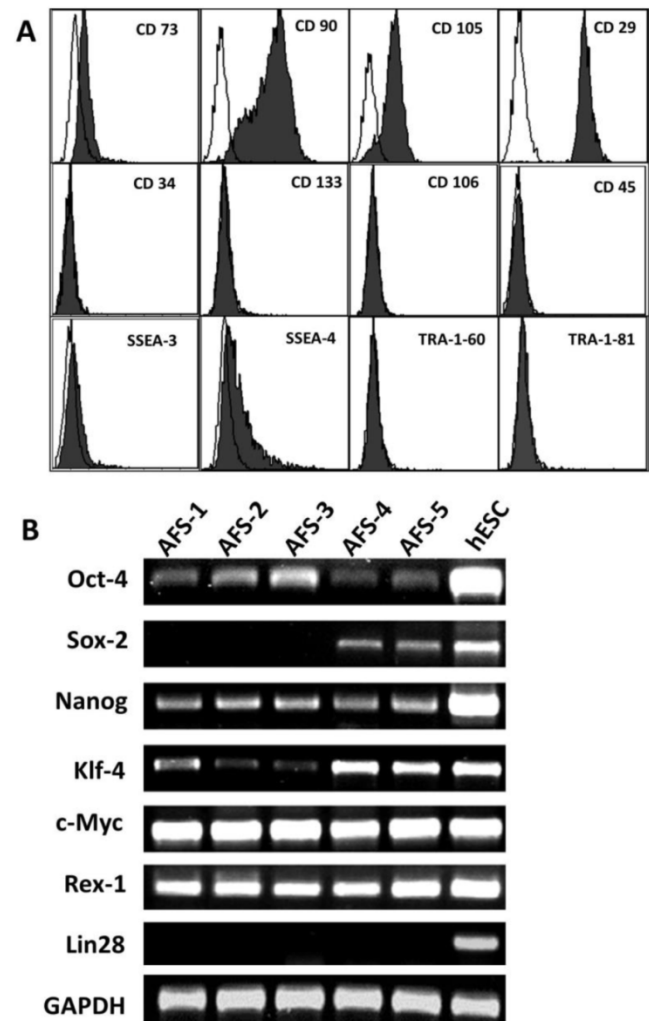 A
CD 73
CD 90
CD 105
CD 29
CD 34
CD 133
CD 106
CD 45
SSEA-3
SSEA-4
TRA-1-60
TRA-1-81
B
AFS-1
AFS-2
AFS-3
AFS-4
AFS-5
hESC
Oct-4
Sox-2
Nanog
Klf-4
c-Myc
Rex-1
Lin28
GAPDH